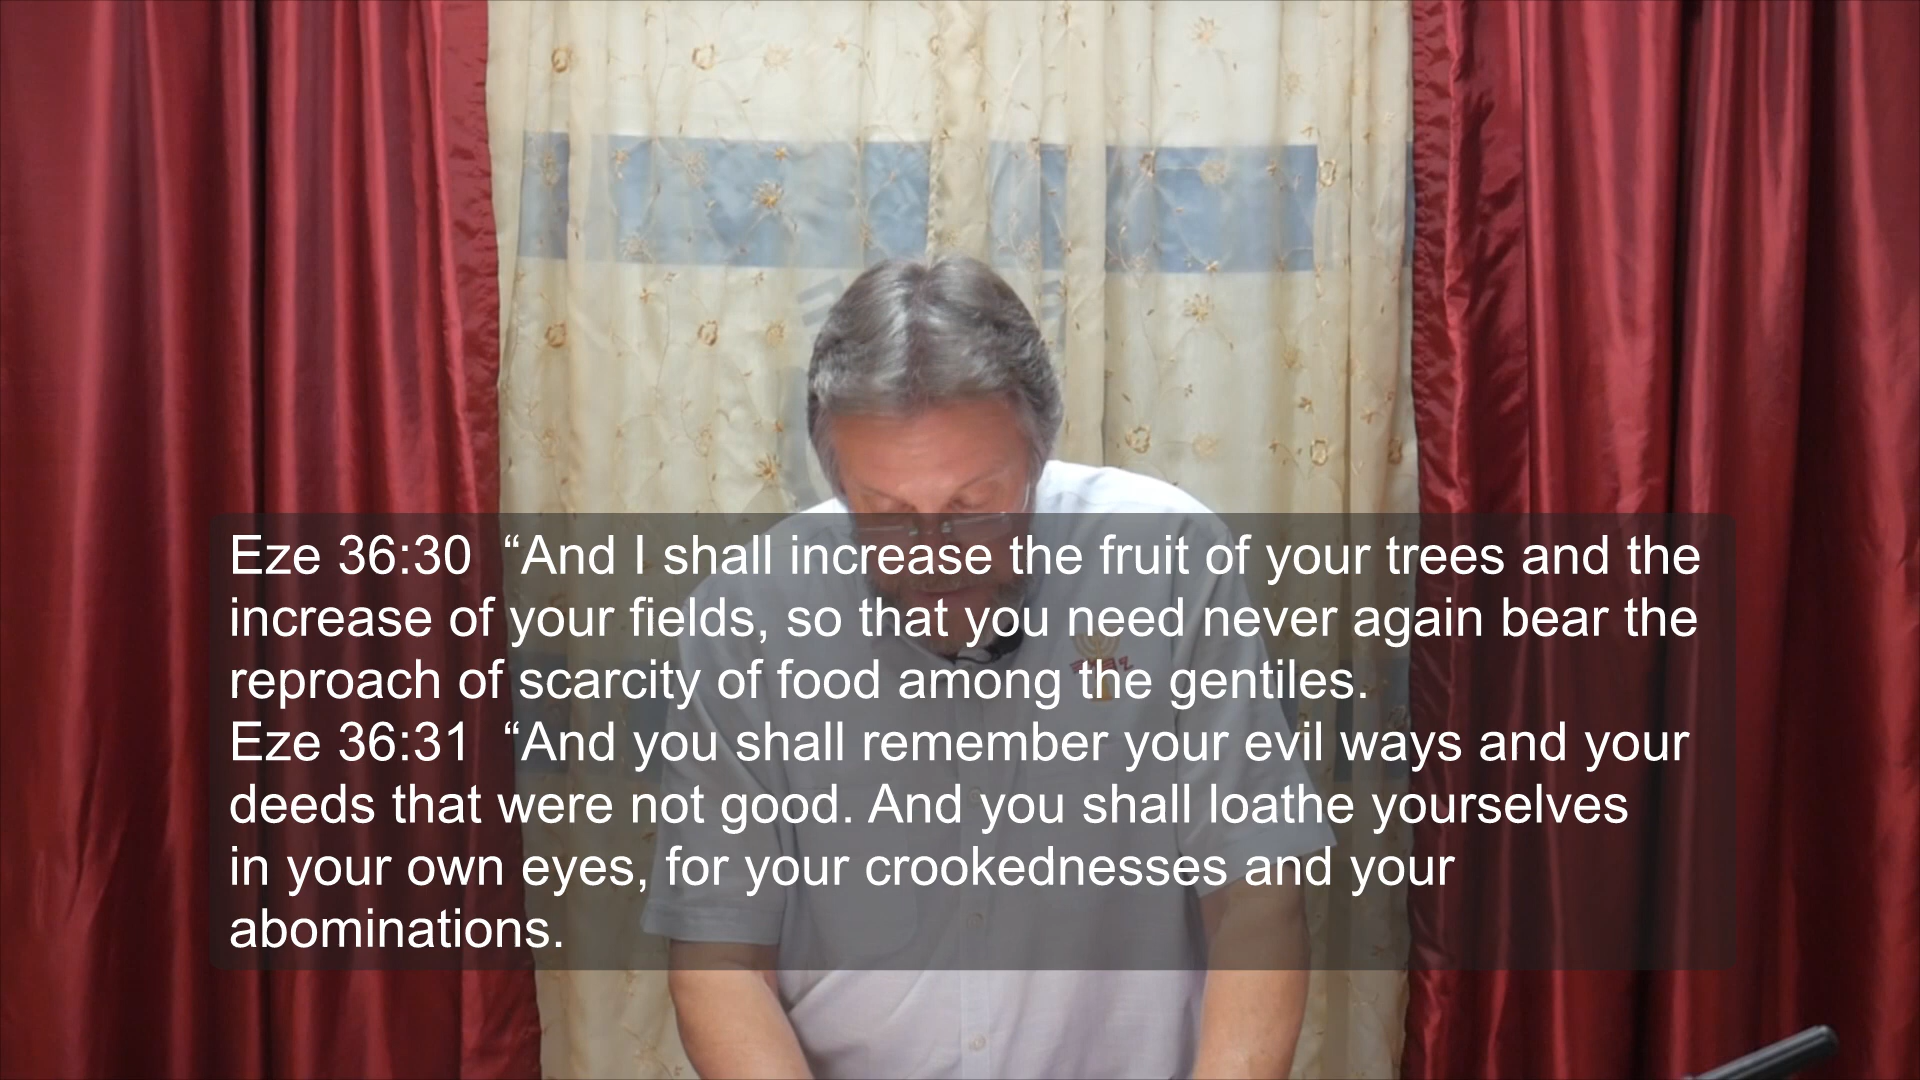 Eze 36:30  “And I shall increase the fruit of your trees and the
increase of your fields, so that you need never again bear the
reproach of scarcity of food among the gentiles.
Eze 36:31  “And you shall remember your evil ways and your
deeds that were not good. And you shall loathe yourselves
in your own eyes, for your crookednesses and your
abominations.